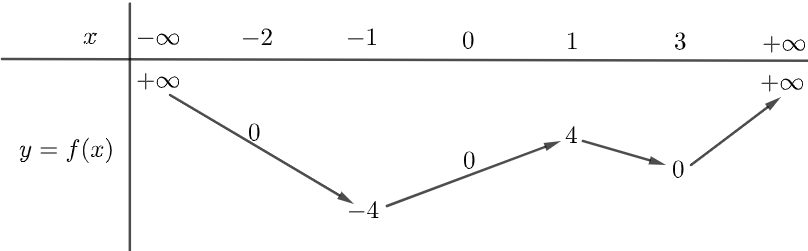 x −∞ −2 −1 0 1 3 +∞
+∞ +∞
0 4
y = f(x) 0 0
−4